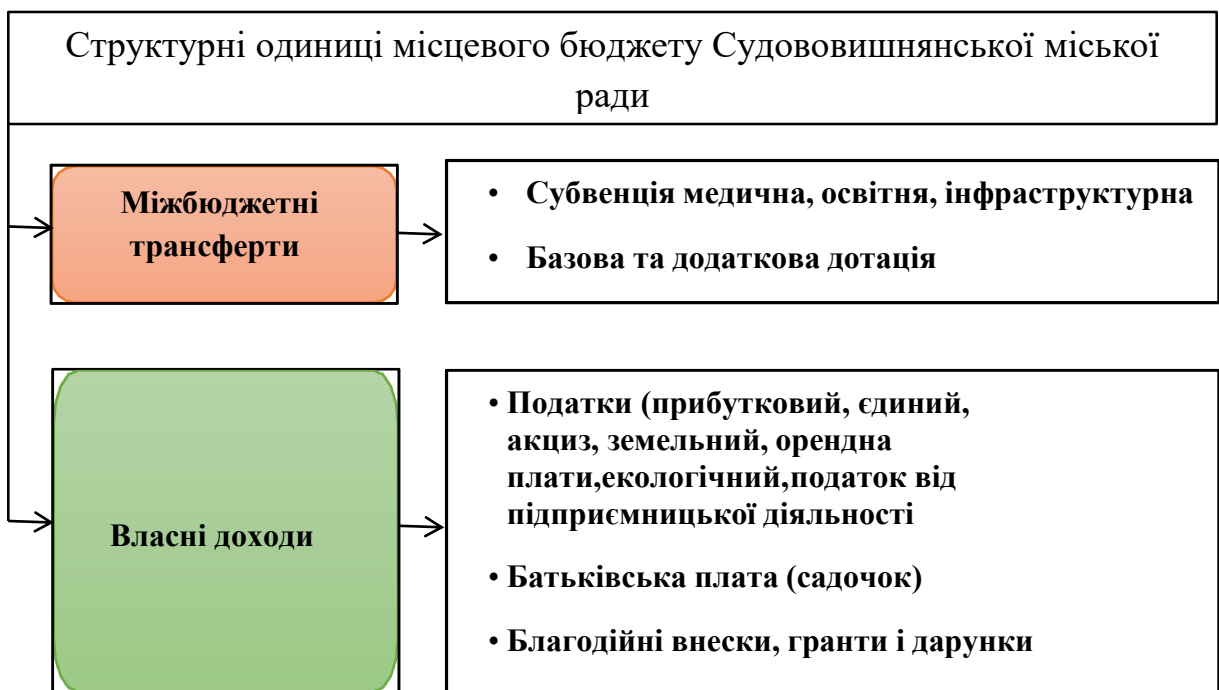 Структурні одиниці місцевого бюджету Судововишнянської міської
ради
Міжбюджетні
трансферти
• Субвенція медична, освітня, інфраструктурна
• Базова та додаткова дотація
Власні доходи
• Податки (прибутковий, єдиний,
акциз, земельний, орендна
плати,екологічний,податок від
підприємницької діяльності
• Батьківська плата (садочок)
• Благодійні внески, гранти і дарунки